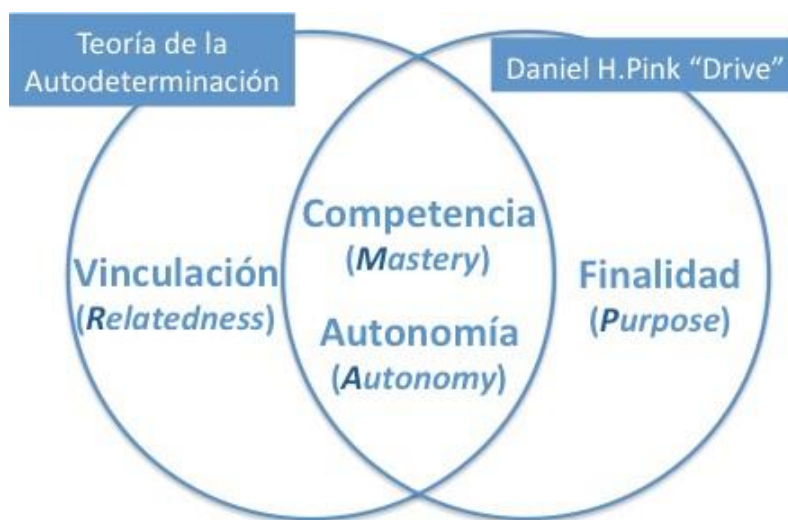 Teoría de la
Autodeterminación
Daniel H.Pink “Drive”
Competencia
(Mastery)
Vinculación
(Relatedness)
Finalidad
(Purpose)
Autonomía
(Autonomy)